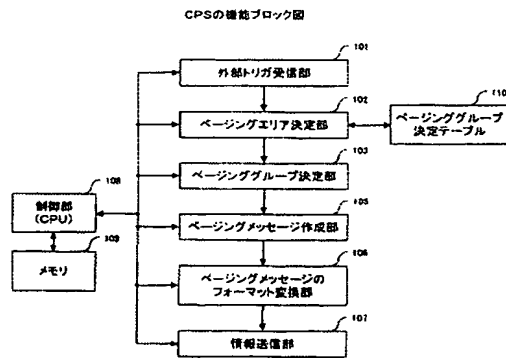 CPSの機能ブロック図
101
外部トリガ受信部
102
ページングエリア決定部
110
ページンググループ
決定テーブル
103
ページンググループ決定部
108
制御部
(CPU)
105
ページングメッセージ作成部
109
メモリ
106
ページングメッセージの
フォーマット変換部
107
情報送信部